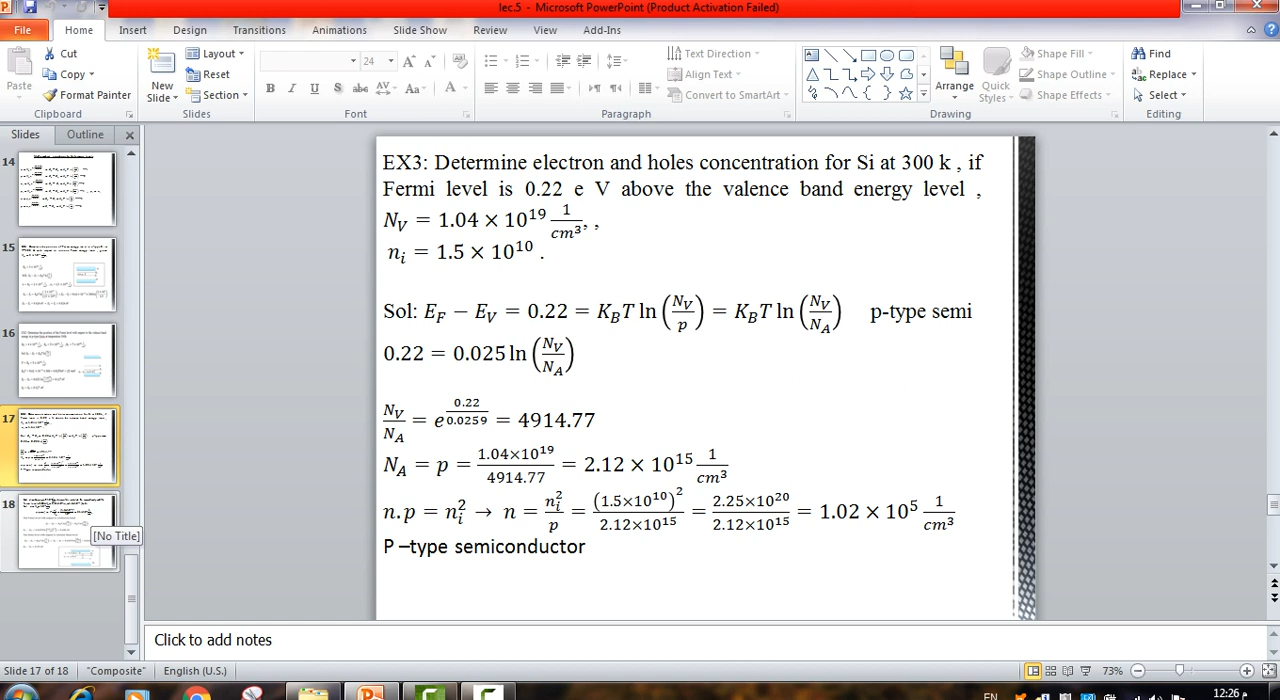 lec.5 - Microsoft PowerPoint (Product Activation Failed)
File Home Insert Design Transitions Animations Slide Show Review View Add-Ins
Cut Layout 24 Text Direction Shape Fill Find
Copy Reset Align Text Shape Outline Replace
Paste Format Painter New Slide Section Convert to SmartArt Arrange Quick Styles Shape Effects Select
Clipboard Slides Font Paragraph Drawing Editing
Slides Outline
14
15
16
17
18
[No Title]
EX3: Determine electron and holes concentration for Si at 300 k , if
Fermi level is 0.22 e V above the valence band energy level ,
N_V = 1.04 × 10^19 1/cm^3, ,
n_i = 1.5 × 10^10 .
Sol: E_F − E_V = 0.22 = K_B T ln (N_V/p) = K_B T ln (N_V/N_A) p-type semi
0.22 = 0.025 ln (N_V/N_A)
N_V/N_A = e^(0.22/0.0259) = 4914.77
N_A = p = 1.04×10^19/4914.77 = 2.12 × 10^15 1/cm^3
n.p = n_i^2 → n = n_i^2/p = (1.5×10^10)^2/2.12×10^15 = 2.25×10^20/2.12×10^15 = 1.02 × 10^5 1/cm^3
P –type semiconductor
Click to add notes
Slide 17 of 18 "Composite" English (U.S.) 73%
EN 12:26 م